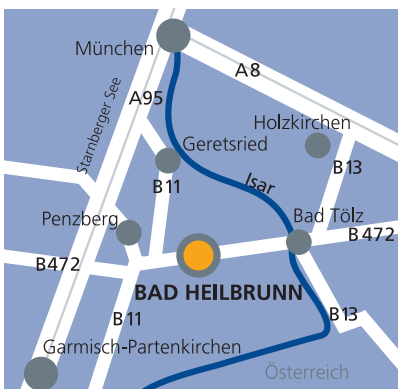 München
A8
A95
Starnberger See
Holzkirchen
Geretsried
B13
B11
Isar
Penzberg
Bad Tölz
B472
B472
BAD HEILBRUNN
B11
B13
Garmisch-Partenkirchen
Österreich